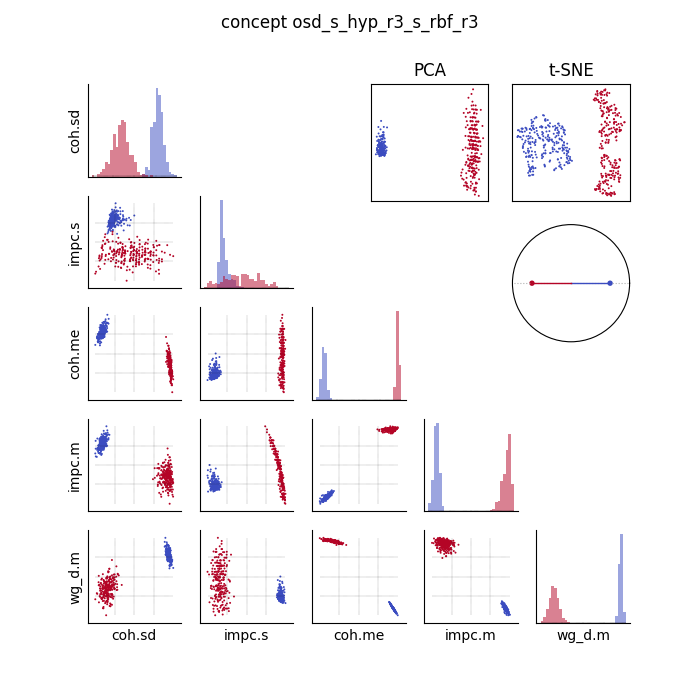 concept osd_s_hyp_r3_s_rbf_r3
PCA
t-SNE
coh.sd
impc.s
coh.me
impc.m
wg_d.m
coh.sd
impc.s
coh.me
impc.m
wg_d.m